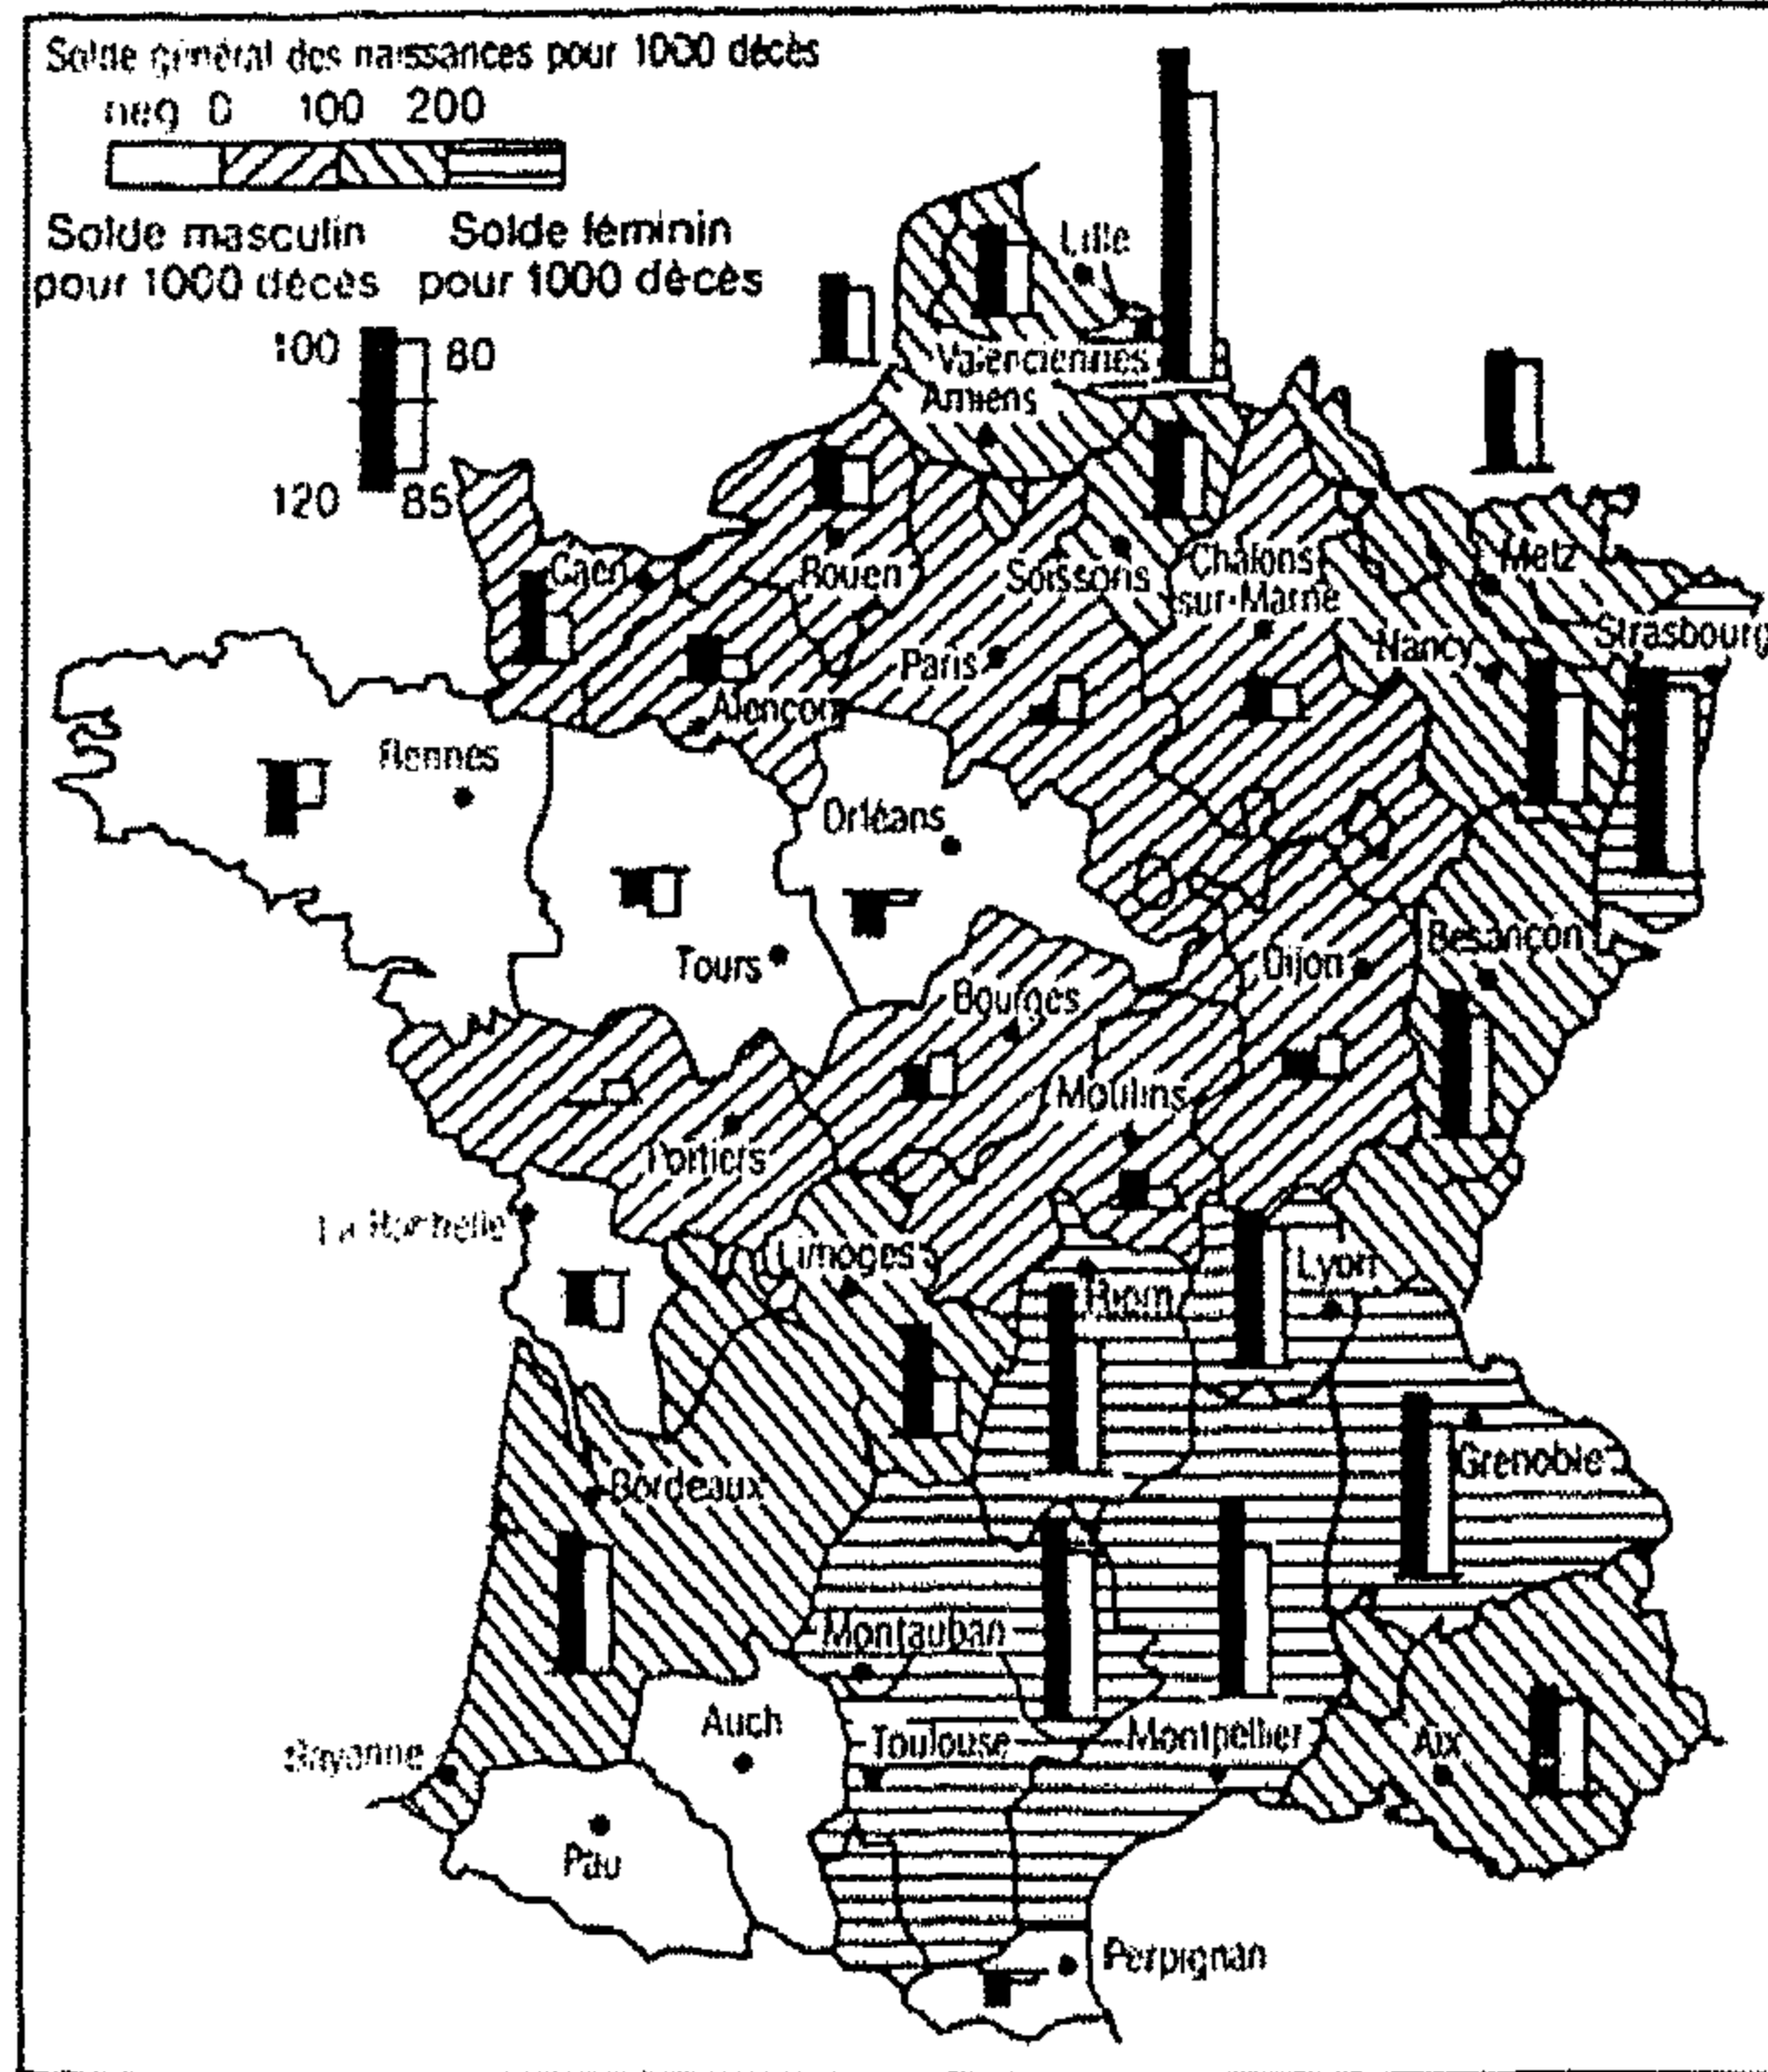 Solde général des naissances pour 1000 décès
neg 0 100 200
Solde masculin pour 1000 décès
Solde féminin pour 1000 décès
100 80
120 85
Lille
Valenciennes
Amiens
Caen
Rouen
Soissons
Chalons
sur-Marne
Metz
Strasbourg
Nancy
Paris
Alençon
Rennes
Orléans
Tours
Bourges
Dijon
Besançon
Moulins
Poitiers
La Rochelle
Limoges
Riom
Lyon
Grenoble
Bordeaux
Montauban
Auch
Toulouse
Montpellier
Aix
Bayonne
Pau
Perpignan